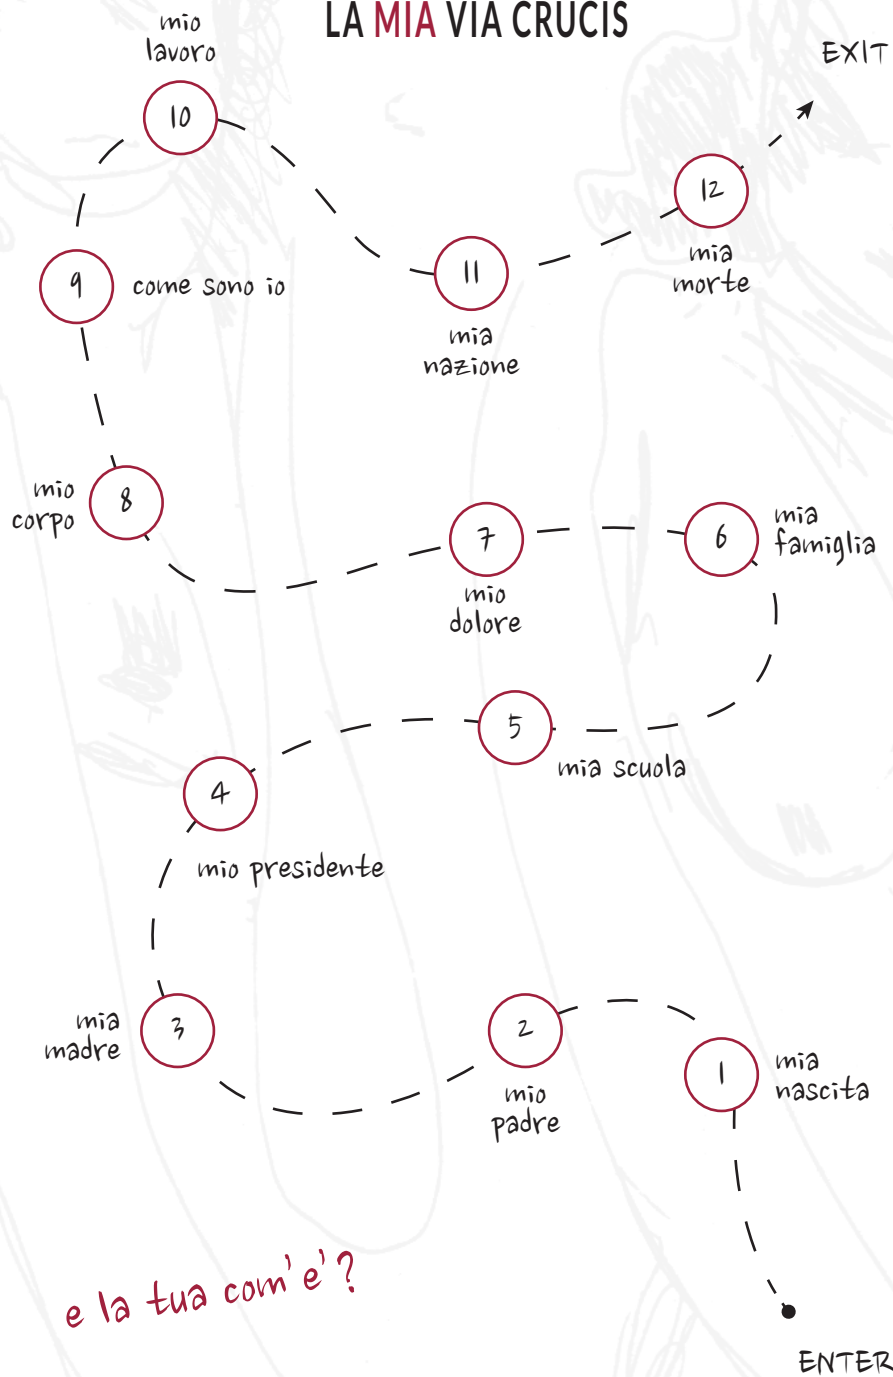 LA MIA VIA CRUCIS
mio
lavoro
EXIT
10
12
mia
morte
9
come sono io
11
mia
nazione
mio
corpo
8
7
mio
dolore
6
mia
famiglia
5
mia scuola
4
mio presidente
mia
madre
3
2
mio
padre
1
mia
nascita
e la tua com'e'?
ENTER